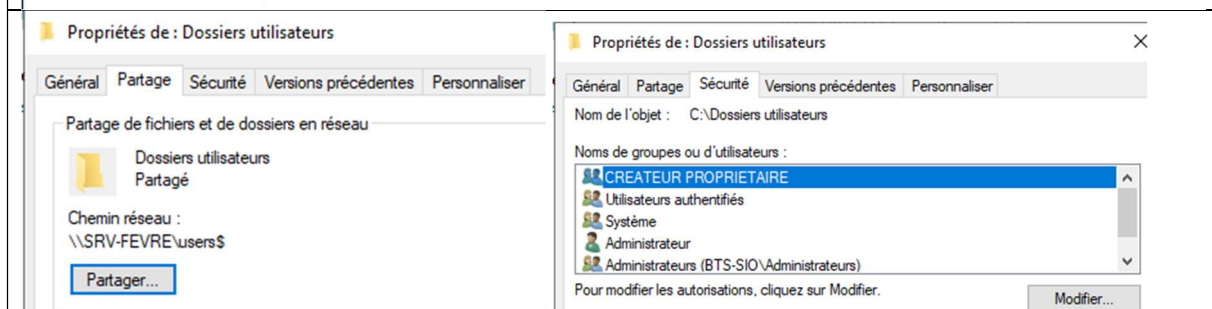 Propriétés de : Dossiers utilisateurs
Général Partage Sécurité Versions précédentes Personnaliser
Partage de fichiers et de dossiers en réseau
Dossiers utilisateurs
Partagé
Chemin réseau :
\\SRV-FEVRE\users$
Partager...
Propriétés de : Dossiers utilisateurs
Général Partage Sécurité Versions précédentes Personnaliser
Nom de l'objet : C:\Dossiers utilisateurs
Noms de groupes ou d'utilisateurs :
CREATEUR PROPRIETAIRE
Utilisateurs authentifiés
Système
Administrateur
Administrateurs (BTS-SIO\Administrateurs)
Pour modifier les autorisations, cliquez sur Modifier.
Modifier...